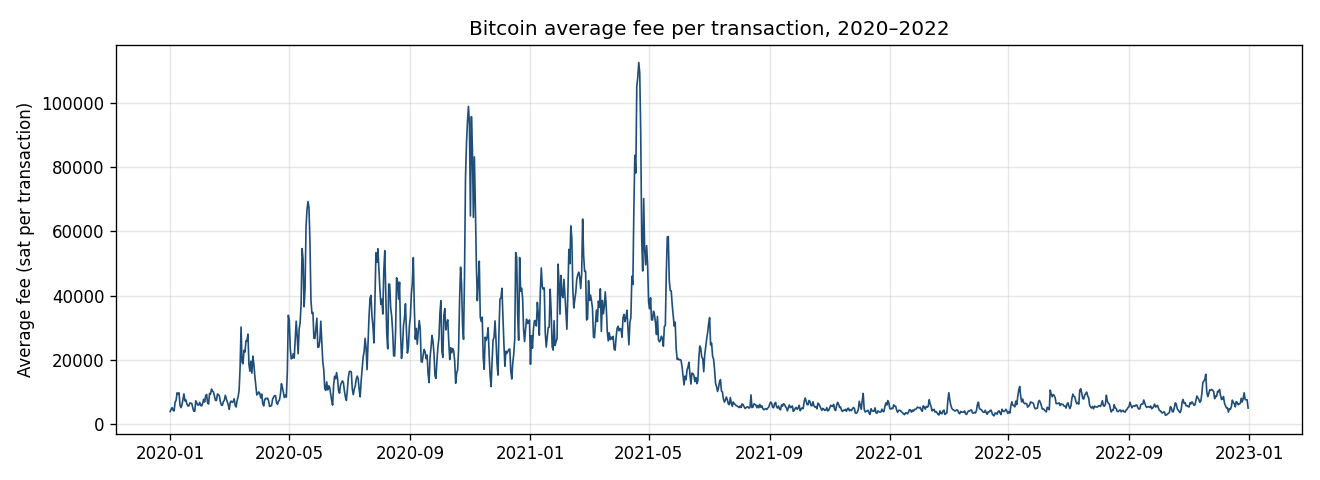 Bitcoin average fee per transaction, 2020–2022
Average fee (sat per transaction)
100000
80000
60000
40000
20000
0
2020-01 2020-05 2020-09 2021-01 2021-05 2021-09 2022-01 2022-05 2022-09 2023-01